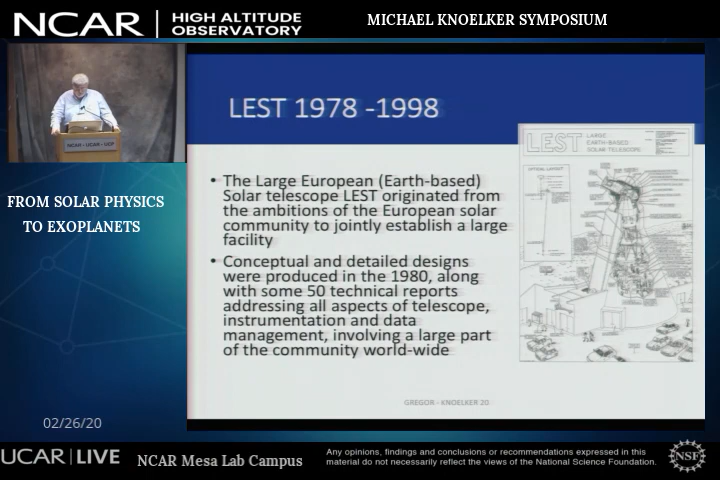 NCAR | HIGH ALTITUDE OBSERVATORY
MICHAEL KNOELKER SYMPOSIUM
NCAR - UCAR - UCP
FROM SOLAR PHYSICS
TO EXOPLANETS
LEST 1978 -1998
• The Large European (Earth-based)
Solar telescope LEST originated from
the ambitions of the European solar
community to jointly establish a large
facility
• Conceptual and detailed designs
were produced in the 1980, along
with some 50 technical reports
addressing all aspects of telescope,
instrumentation and data
management, involving a large part
of the community world-wide
LEST
LARGE
EARTH-BASED
SOLAR TELESCOPE
OPTICAL LAYOUT
GREGOR - KNOELKER 20
02/26/20
UCAR | LIVE
NCAR Mesa Lab Campus
Any opinions, findings and conclusions or recommendations expressed in this
material do not necessarily reflect the views of the National Science Foundation.
NSF